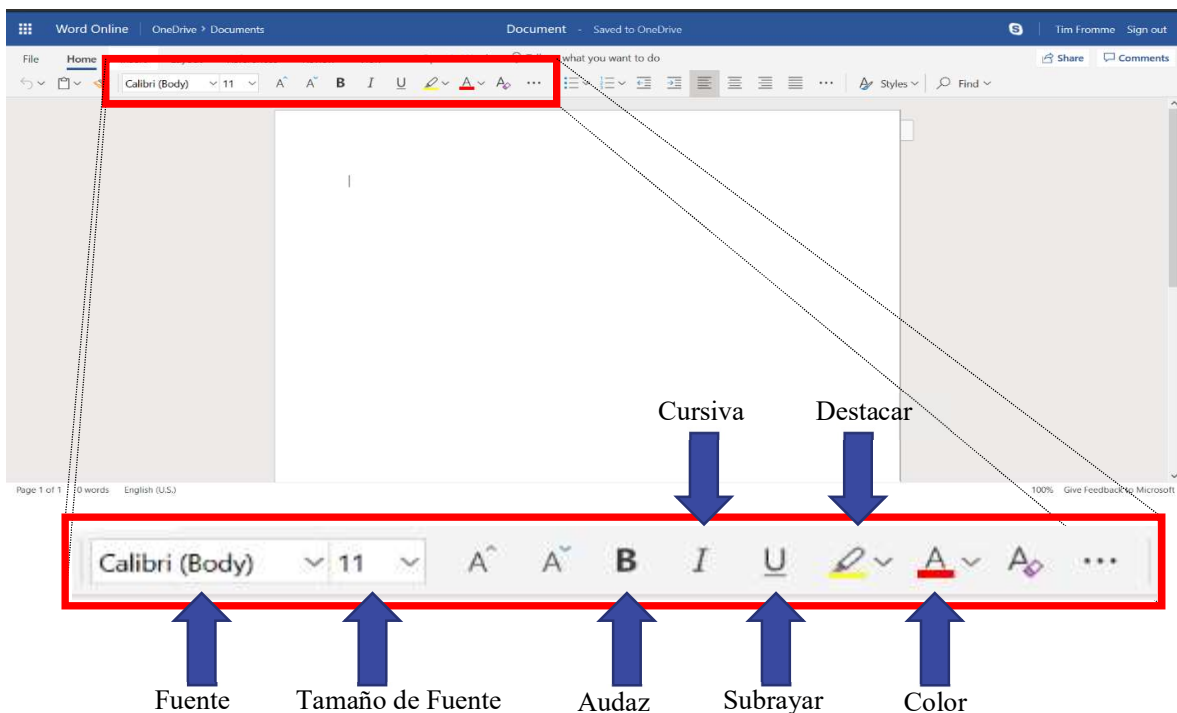 Word Online OneDrive > Documents Document - Saved to OneDrive Tim Fromme Sign out
File Home what you want to do Share Comments
Calibri (Body) 11 A A B I U A A ... Styles Find
Cursiva Destacar
Page 1 of 1 0 words English (U.S.) 100% Give Feedback to Microsoft
Calibri (Body) 11 A A B I U A A ...
Fuente Tamaño de Fuente Audaz Subrayar Color